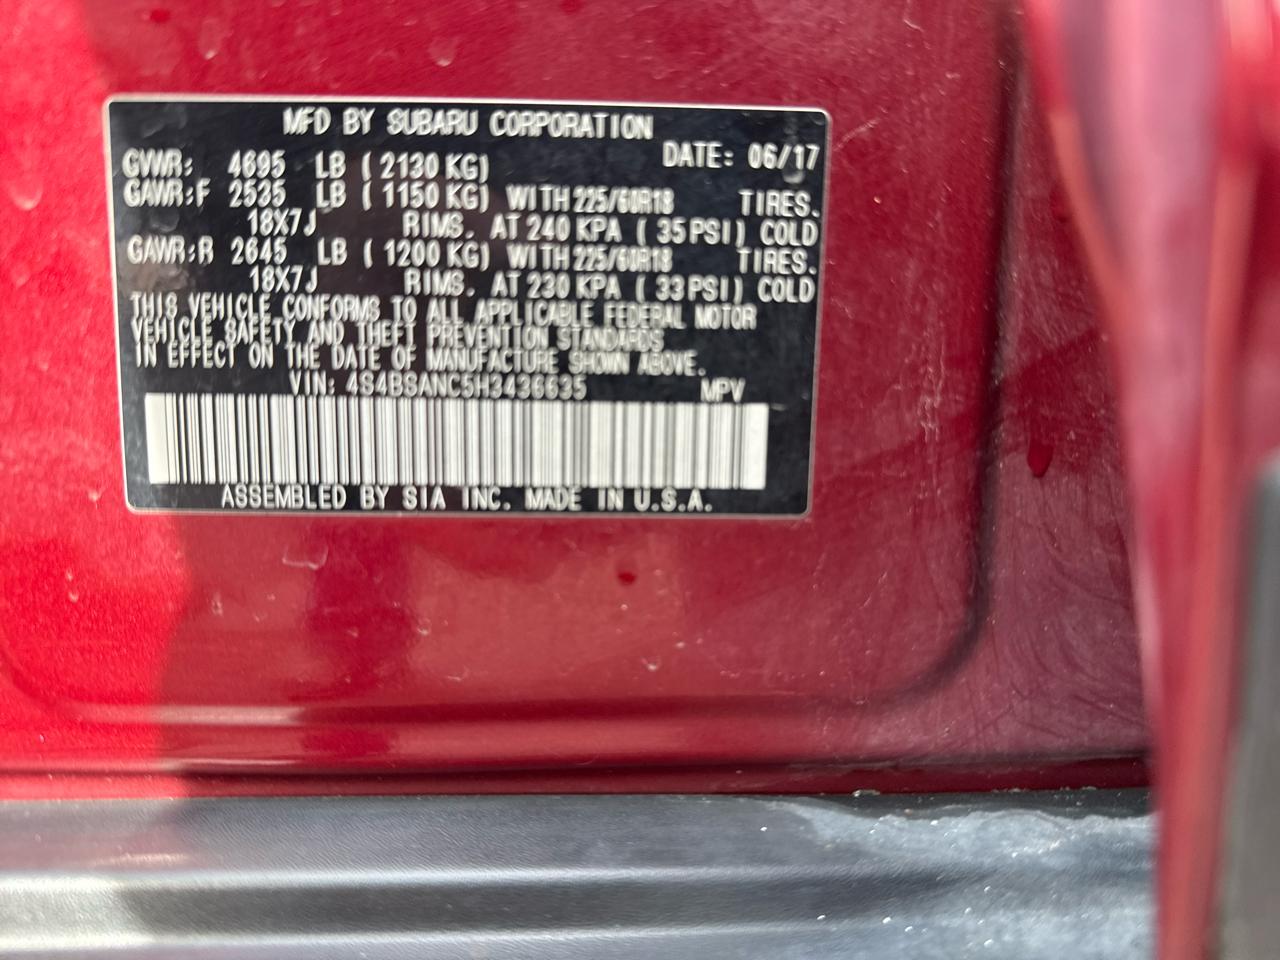 MFD BY SUBARU CORPORATION
DATE: 06/17
GVWR: 4695 LB ( 2130 KG)
GAWR:F 2535 LB ( 1150 KG) WITH 225/60R18 TIRES.
18X7J RIMS. AT 240 KPA ( 35 PSI) COLD
GAWR:R 2645 LB ( 1200 KG) WITH 225/60R18 TIRES.
18X7J RIMS. AT 230 KPA ( 33 PSI) COLD
THIS VEHICLE CONFORMS TO ALL APPLICABLE FEDERAL MOTOR
VEHICLE SAFETY AND THEFT PREVENTION STANDARDS
IN EFFECT ON THE DATE OF MANUFACTURE SHOWN ABOVE.
VIN: 4S4BSANC5H3436635 MPV
ASSEMBLED BY SIA INC. MADE IN U.S.A.